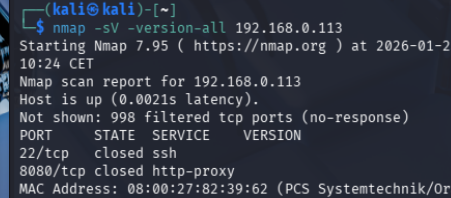 ┌──(kali㉿kali)-[~]
└─$ nmap -sV -version-all 192.168.0.113
Starting Nmap 7.95 ( https://nmap.org ) at 2026-01-2
10:24 CET
Nmap scan report for 192.168.0.113
Host is up (0.0021s latency).
Not shown: 998 filtered tcp ports (no-response)
PORT     STATE  SERVICE    VERSION
22/tcp   closed ssh
8080/tcp closed http-proxy
MAC Address: 08:00:27:82:39:62 (PCS Systemtechnik/Or